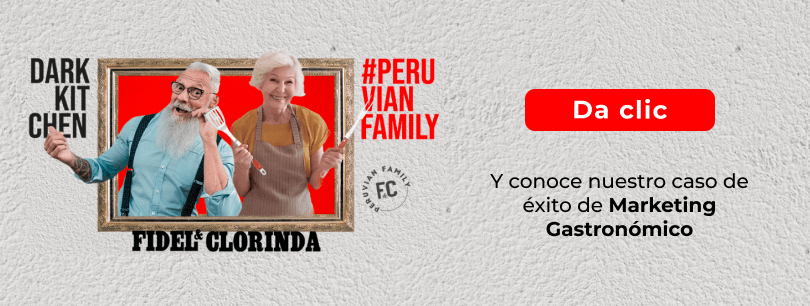 DARK
KIT
CHEN
#PERU
VIAN
FAMILY
PERUVIAN FAMILY
F&C
FIDEL & CLORINDA
Da clic
Y conoce nuestro caso de
éxito de Marketing
Gastronómico